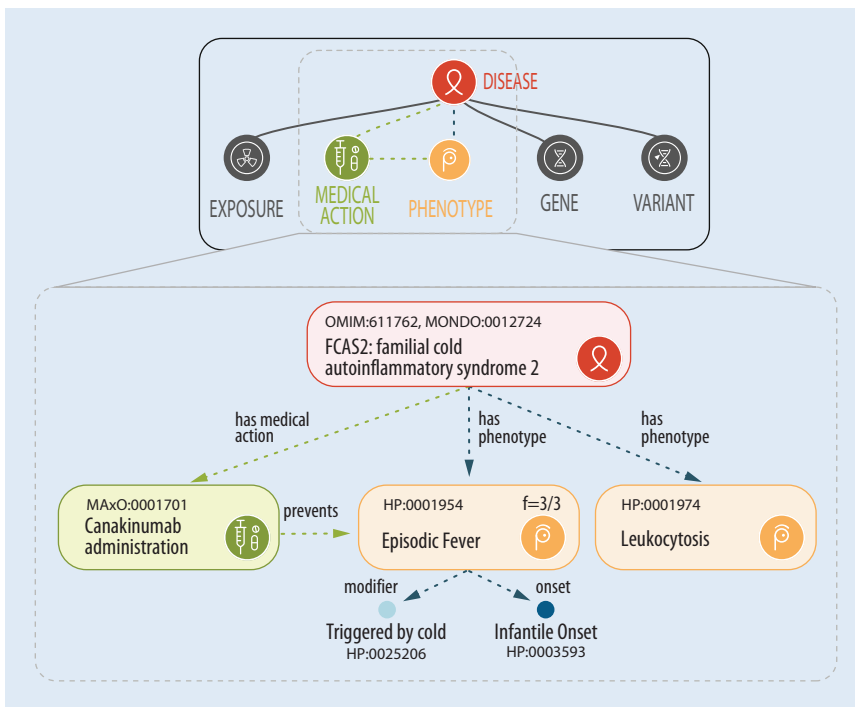 DISEASE
EXPOSURE
MEDICAL
ACTION
PHENOTYPE
GENE
VARIANT
OMIM:611762, MONDO:0012724
FCAS2: familial cold
autoinflammatory syndrome 2
has medical
action
has
phenotype
has
phenotype
MAxO:0001701
Canakinumab
administration
prevents
HP:0001954
f=3/3
Episodic Fever
HP:0001974
Leukocytosis
modifier
onset
Triggered by cold
HP:0025206
Infantile Onset
HP:0003593